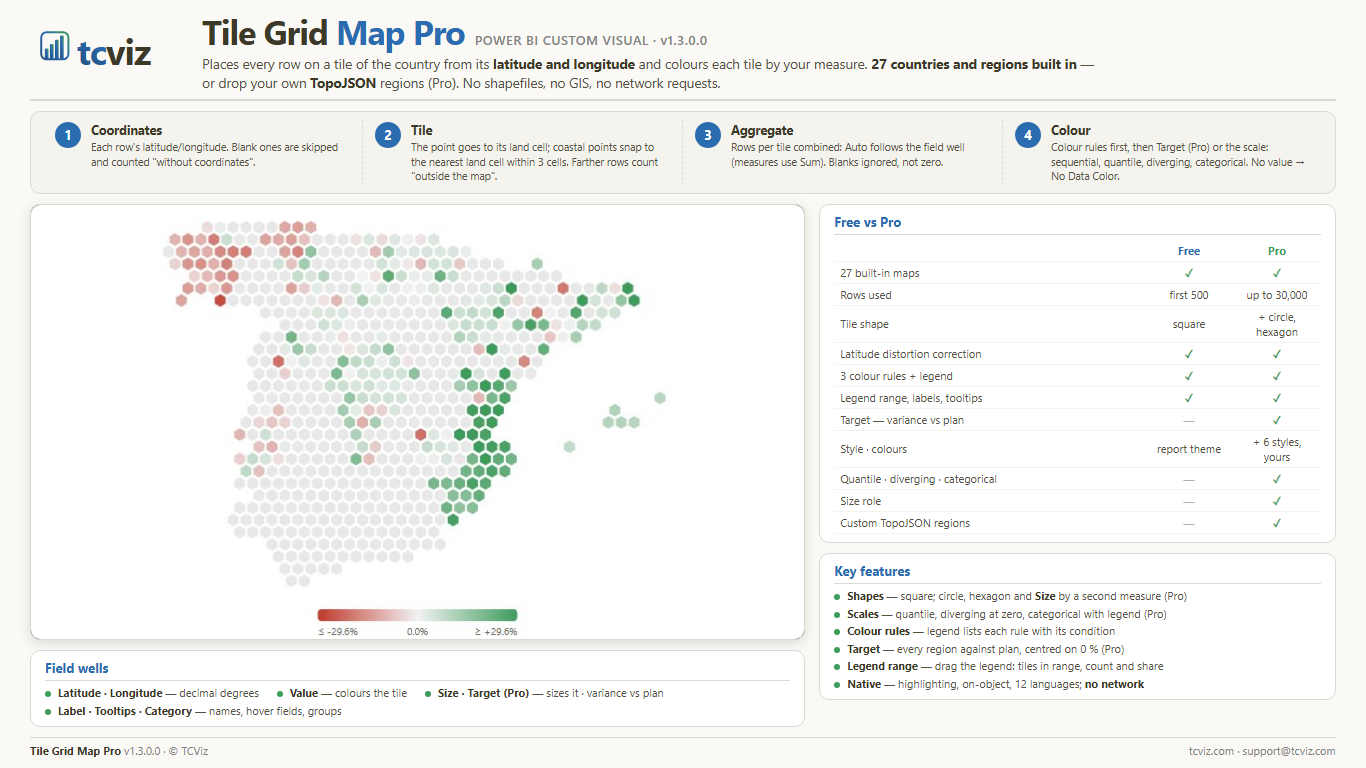 tcviz
Tile Grid Map Pro POWER BI CUSTOM VISUAL · v1.3.0.0
Places every row on a tile of the country from its latitude and longitude and colours each tile by your measure. 27 countries and regions built in —
or drop your own TopoJSON regions (Pro). No shapefiles, no GIS, no network requests.
1 Coordinates
Each row's latitude/longitude. Blank ones are skipped
and counted "without coordinates".
2 Tile
The point goes to its land cell; coastal points snap to
the nearest land cell within 3 cells. Farther rows count
"outside the map".
3 Aggregate
Rows per tile combined: Auto follows the field well
(measures use Sum). Blanks ignored, not zero.
4 Colour
Colour rules first, then Target (Pro) or the scale:
sequential, quantile, diverging, categorical. No value →
No Data Color.
≤ -29.6% 0.0% ≥ +29.6%
Field wells
Latitude · Longitude — decimal degrees Value — colours the tile Size · Target (Pro) — sizes it · variance vs plan
Label · Tooltips · Category — names, hover fields, groups
Free vs Pro
Free Pro
27 built-in maps ✓ ✓
Rows used first 500 up to 30,000
Tile shape square + circle,
hexagon
Latitude distortion correction ✓ ✓
3 colour rules + legend ✓ ✓
Legend range, labels, tooltips ✓ ✓
Target — variance vs plan — ✓
Style · colours report theme + 6 styles,
yours
Quantile · diverging · categorical — ✓
Size role — ✓
Custom TopoJSON regions — ✓
Key features
Shapes — square; circle, hexagon and Size by a second measure (Pro)
Scales — quantile, diverging at zero, categorical with legend (Pro)
Colour rules — legend lists each rule with its condition
Target — every region against plan, centred on 0 % (Pro)
Legend range — drag the legend: tiles in range, count and share
Native — highlighting, on-object, 12 languages; no network
Tile Grid Map Pro v1.3.0.0 · © TCViz
tcviz.com · support@tcviz.com